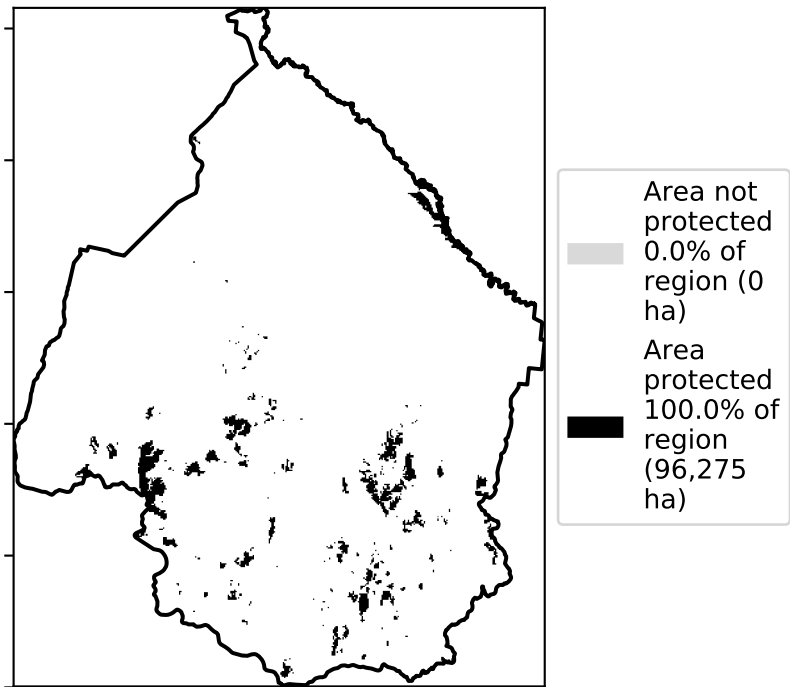 Area not
protected
0.0% of
region (0
ha)
Area
protected
100.0% of
region
(96,275
ha)